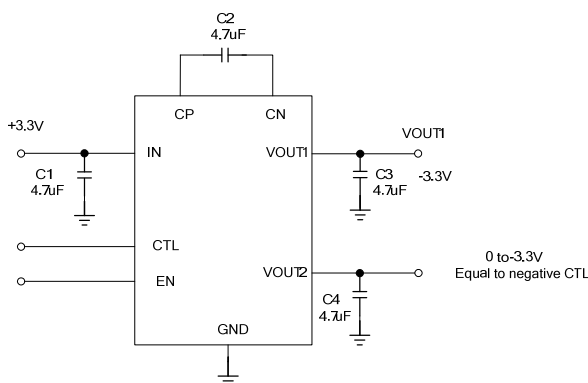 C2
4.7uF
CP
CN
+3.3V
IN
VOUT1
VOUT1
C1
4.7uF
C3
4.7uF
-3.3V
CTL
EN
VOUT2
0 to-3.3V
Equal to negative CTL
C4
4.7uF
GND